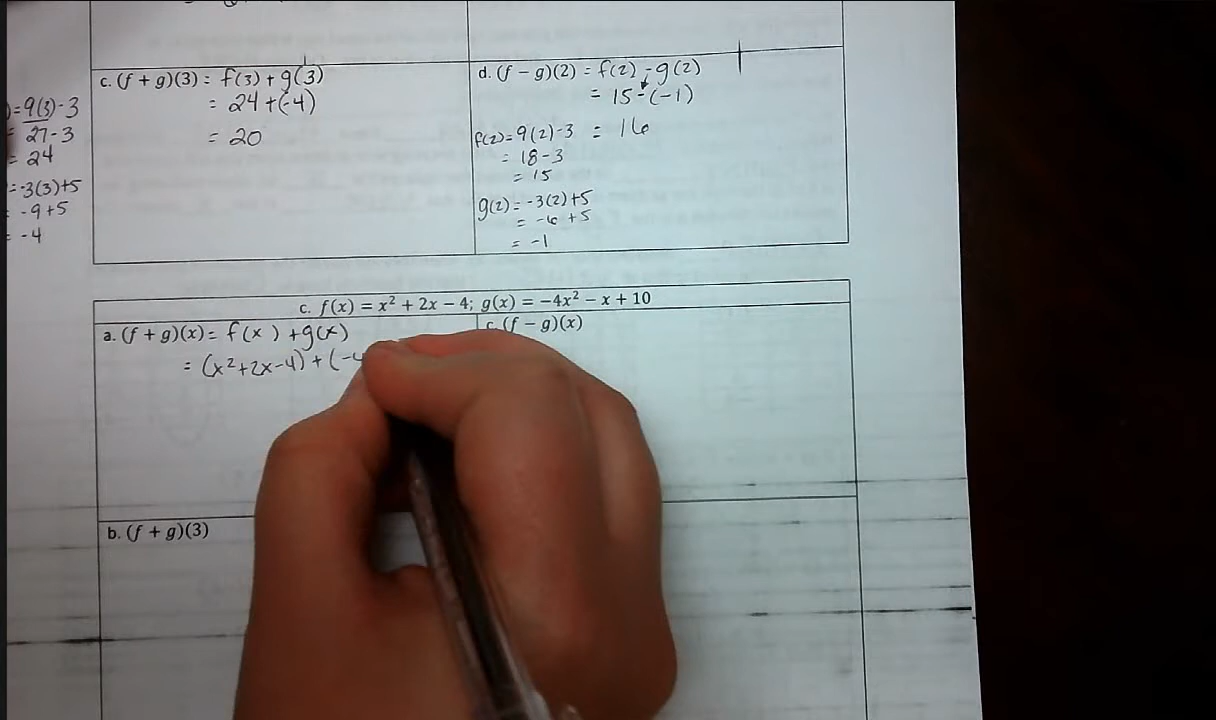 c. (f + g)(3) = f(3) + g(3)
= 24 + (-4)
= 20
)= 9(3)-3
= 27-3
= 24
= -3(3)+5
= -9+5
= -4
d. (f − g)(2) = f(2) - g(2)
= 15 - (-1)
= 16
f(2) = 9(2)-3
= 18-3
= 15
g(2) = -3(2)+5
= -6 +5
= -1
c. f(x) = x² + 2x − 4; g(x) = −4x² − x + 10
a. (f + g)(x) = f(x) + g(x)
= (x²+2x-4) + (-4
c. (f − g)(x)
b. (f + g)(3)